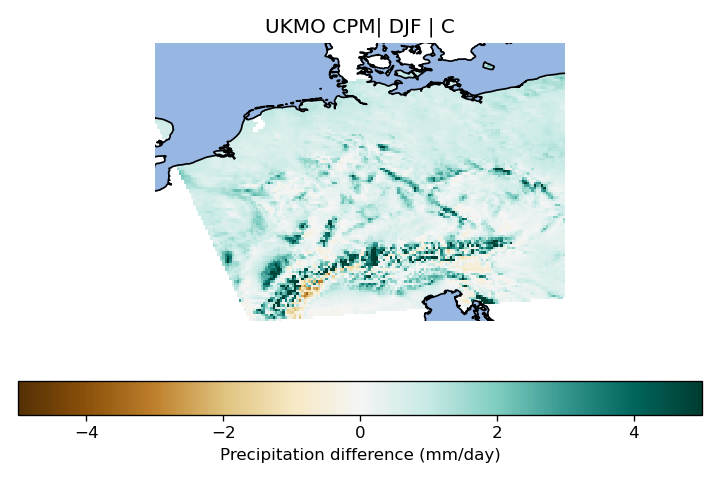 UKMO CPM| DJF | C
−4 −2 0 2 4
Precipitation difference (mm/day)